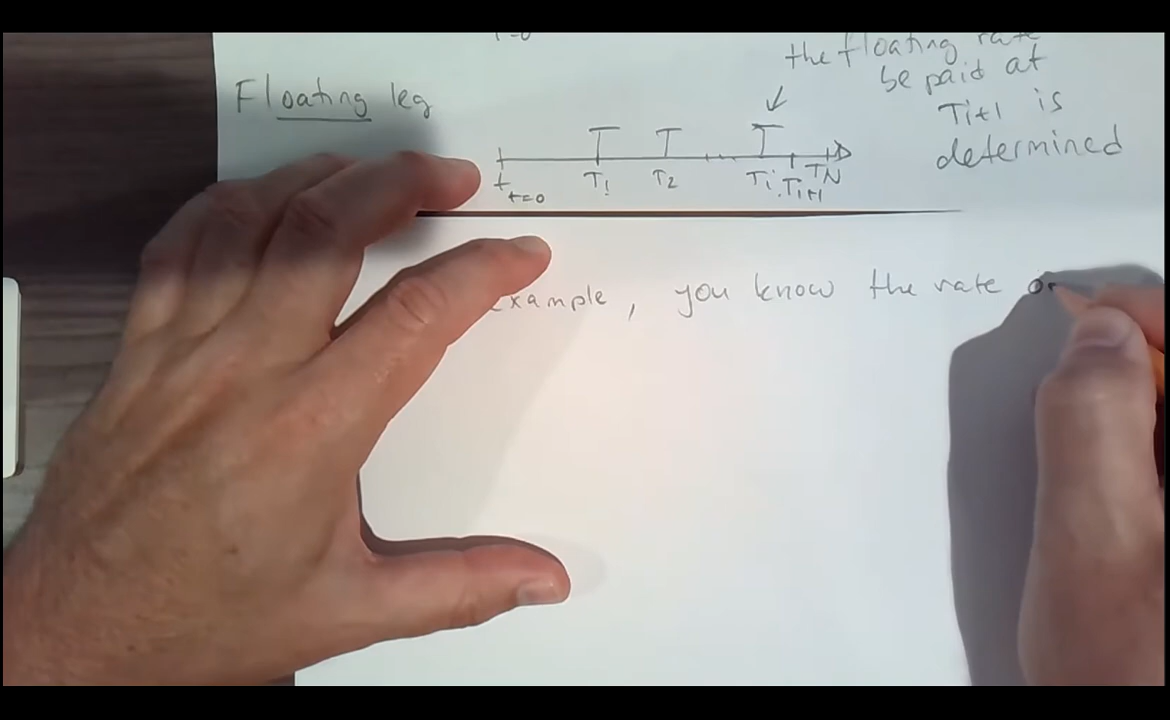 the floating rate
be paid at
Ti+1 is
determined
Floating leg
t T1 T2 Ti Ti+1 TN
t=0
example, you know the rate on